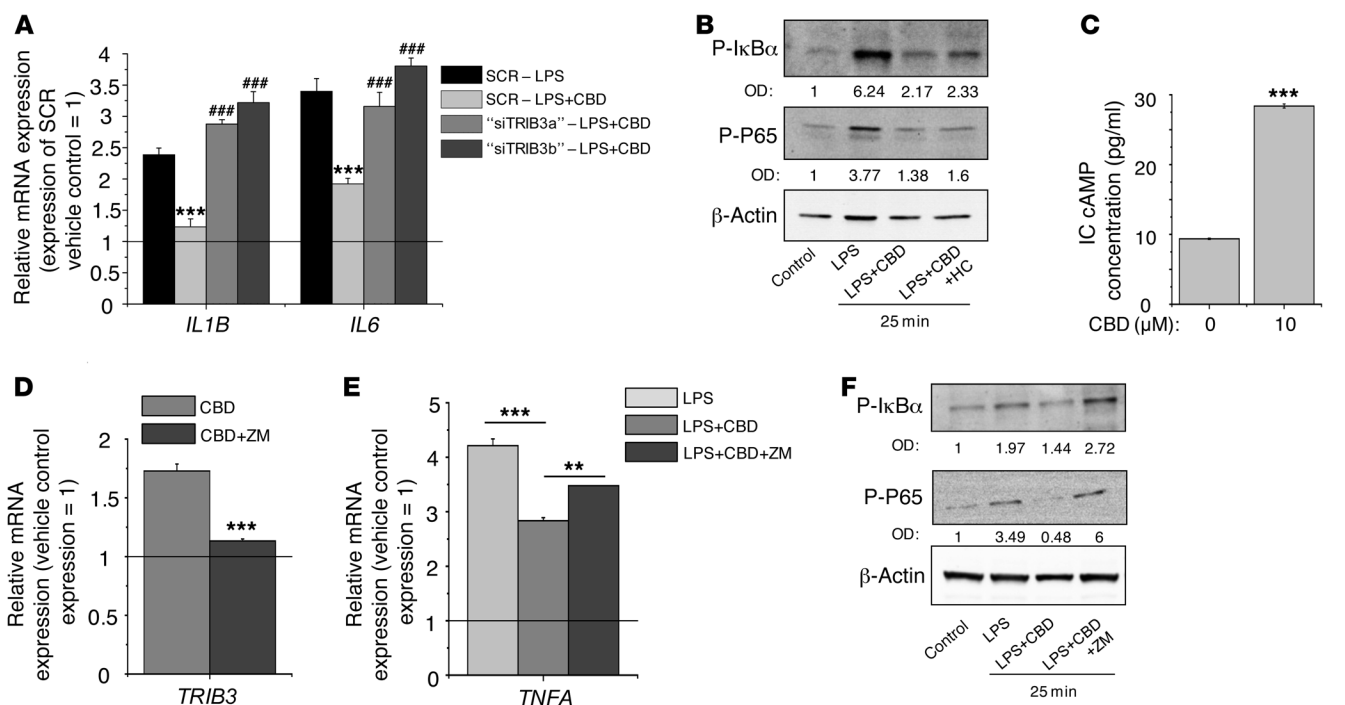 A
Relative mRNA expression
(expression of SCR
vehicle control = 1)
4
3.5
3
2.5
2
1.5
1
0.5
0
***
###
###
***
###
###
IL1B
IL6
SCR – LPS
SCR – LPS+CBD
“siTRIB3a” – LPS+CBD
“siTRIB3b” – LPS+CBD
B
P-IκBα
OD: 1 6.24 2.17 2.33
P-P65
OD: 1 3.77 1.38 1.6
β-Actin
Control
LPS
LPS+CBD
LPS+CBD
+HC
25 min
C
IC cAMP
concentration (pg/ml)
30
20
10
0
***
CBD (μM): 0 10
D
CBD
CBD+ZM
Relative mRNA
expression (vehicle control
expression = 1)
2
1.5
1
0.5
0
***
TRIB3
E
LPS
LPS+CBD
LPS+CBD+ZM
Relative mRNA
expression (vehicle control
expression = 1)
5
4
3
2
1
0
***
**
TNFA
F
P-IκBα
OD: 1 1.97 1.44 2.72
P-P65
OD: 1 3.49 0.48 6
β-Actin
Control
LPS
LPS+CBD
LPS+CBD
+ZM
25 min